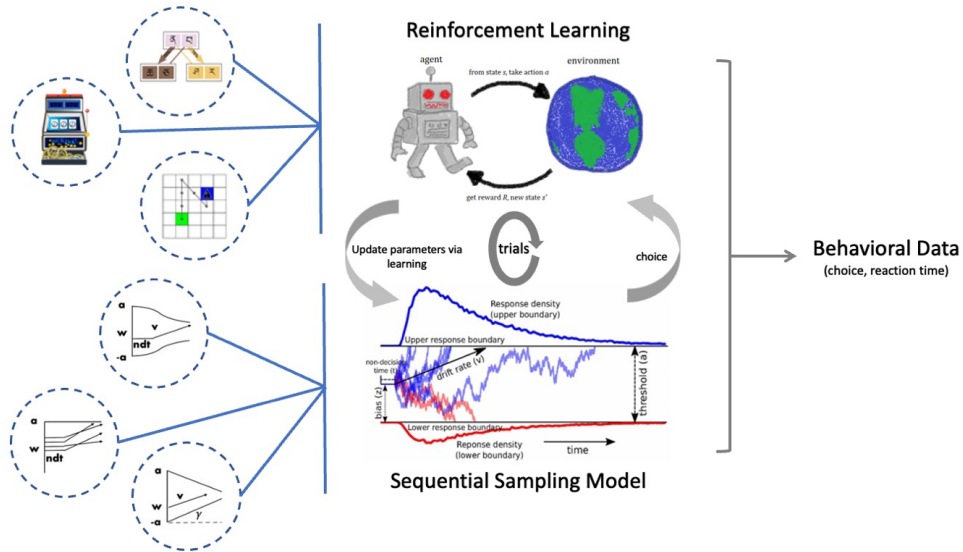 Reinforcement Learning
agent
environment
from state s, take action a
get reward R, new state s'
Update parameters via
learning
trials
choice
Behavioral Data
(choice, reaction time)
a
w
v
ndt
-a
a
w
ndt
a
v
w
-a
γ
Response density
(upper boundary)
Upper response boundary
non-decision
time (t)
drift rate (v)
bias (z)
threshold (a)
Lower response boundary
Reponse density
(lower boundary)
time
Sequential Sampling Model